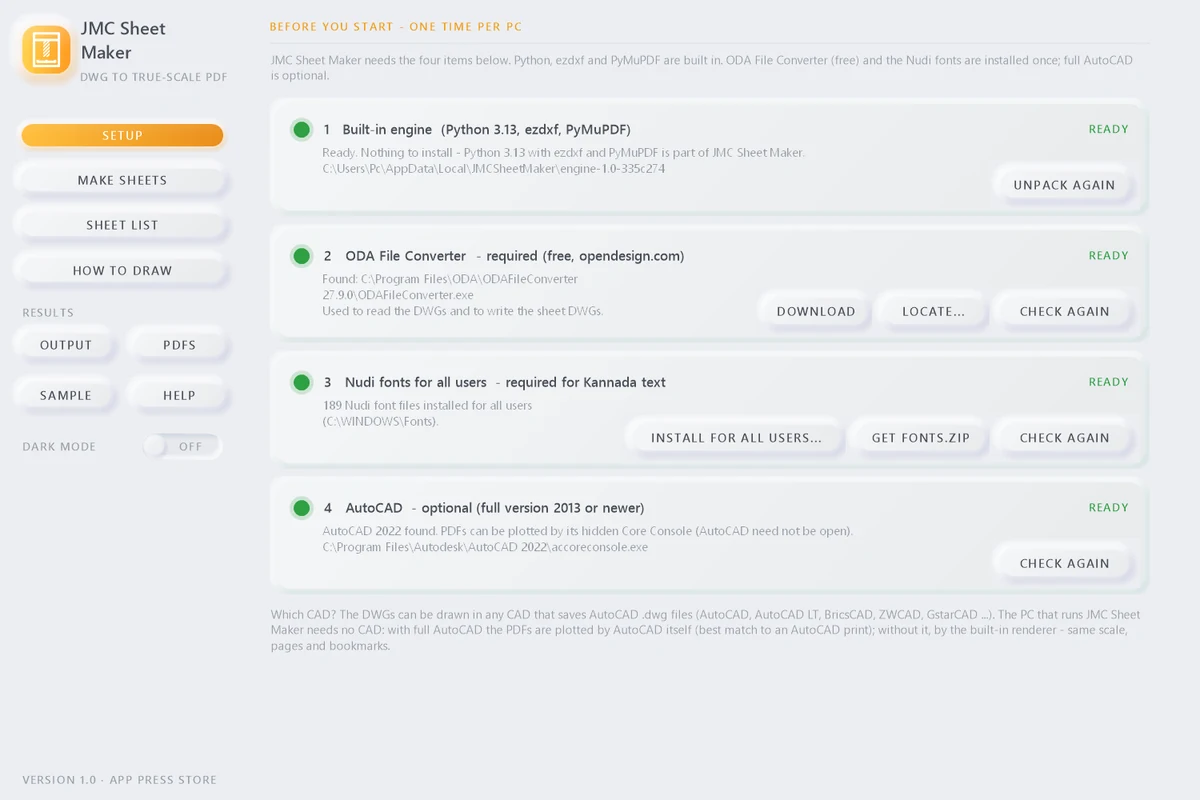 JMC Sheet
Maker
DWG TO TRUE-SCALE PDF
SETUP
MAKE SHEETS
SHEET LIST
HOW TO DRAW
RESULTS
OUTPUT
PDFS
SAMPLE
HELP
DARK MODE
OFF
VERSION 1.0 · APP PRESS STORE
BEFORE YOU START - ONE TIME PER PC
JMC Sheet Maker needs the four items below. Python, ezdxf and PyMuPDF are built in. ODA File Converter (free) and the Nudi fonts are installed once; full AutoCAD
is optional.
1 Built-in engine (Python 3.13, ezdxf, PyMuPDF)
READY
Ready. Nothing to install - Python 3.13 with ezdxf and PyMuPDF is part of JMC Sheet Maker.
C:\Users\Pc\AppData\Local\JMCSheetMaker\engine-1.0-335c274
UNPACK AGAIN
2 ODA File Converter - required (free, opendesign.com)
READY
Found: C:\Program Files\ODA\ODAFileConverter
27.9.0\ODAFileConverter.exe
Used to read the DWGs and to write the sheet DWGs.
DOWNLOAD
LOCATE...
CHECK AGAIN
3 Nudi fonts for all users - required for Kannada text
READY
189 Nudi font files installed for all users
(C:\WINDOWS\Fonts).
INSTALL FOR ALL USERS...
GET FONTS.ZIP
CHECK AGAIN
4 AutoCAD - optional (full version 2013 or newer)
READY
AutoCAD 2022 found. PDFs can be plotted by its hidden Core Console (AutoCAD need not be open).
C:\Program Files\Autodesk\AutoCAD 2022\accoreconsole.exe
CHECK AGAIN
Which CAD? The DWGs can be drawn in any CAD that saves AutoCAD .dwg files (AutoCAD, AutoCAD LT, BricsCAD, ZWCAD, GstarCAD ...). The PC that runs JMC Sheet
Maker needs no CAD: with full AutoCAD the PDFs are plotted by AutoCAD itself (best match to an AutoCAD print); without it, by the built-in renderer - same scale,
pages and bookmarks.